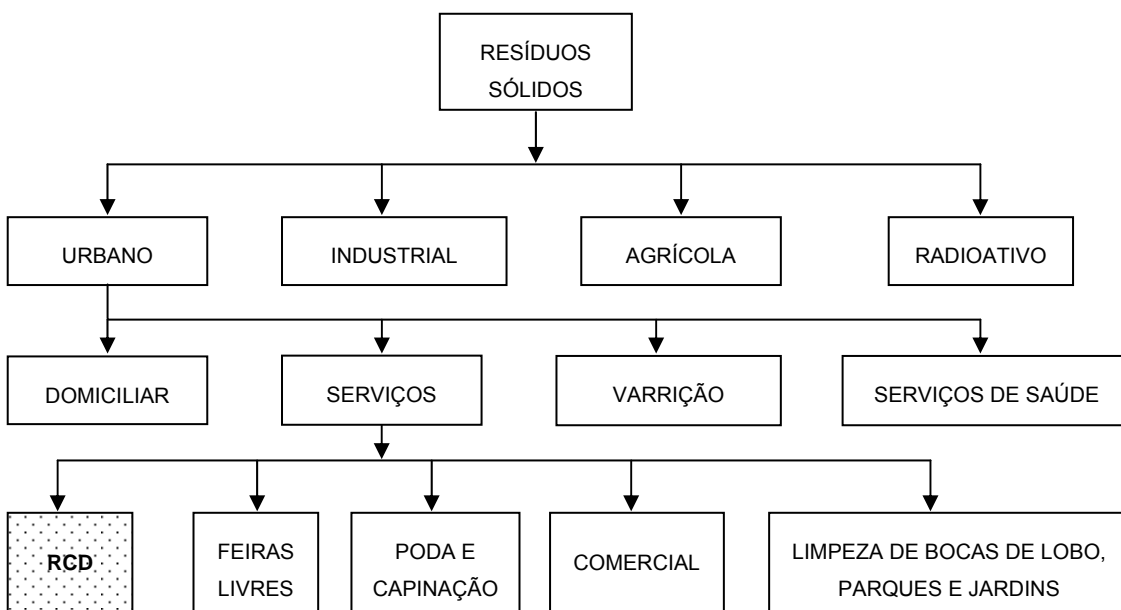 RESÍDUOS
SÓLIDOS
URBANO
INDUSTRIAL
AGRÍCOLA
RADIOATIVO
DOMICILIAR
SERVIÇOS
VARRIÇÃO
SERVIÇOS DE SAÚDE
RCD
FEIRAS
LIVRES
PODA E
CAPINAÇÃO
COMERCIAL
LIMPEZA DE BOCAS DE LOBO,
PARQUES E JARDINS